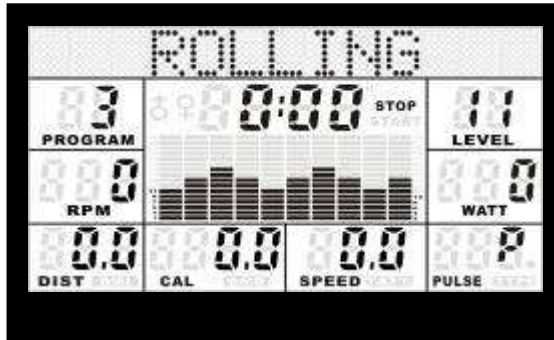 ROLLING
3 0:00 STOP 11
PROGRAM LEVEL
0 0
RPM WATT
0.0 0.0 0.0 P
DIST CAL SPEED PULSE